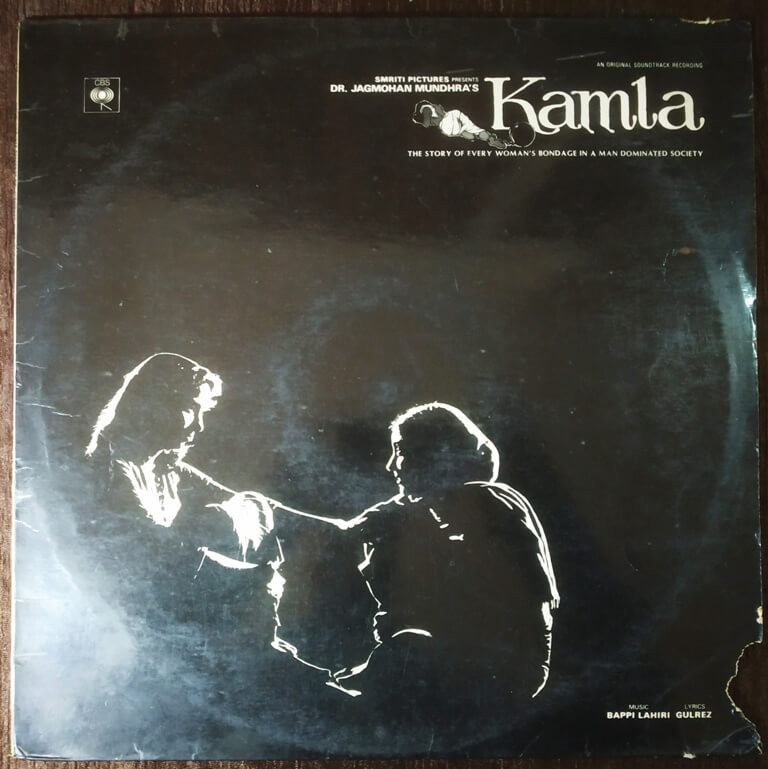 CBS
AN ORIGINAL SOUNDTRACK RECORDING
SMRITI PICTURES PRESENTS
DR. JAGMOHAN MUNDHRA'S
Kamla
THE STORY OF EVERY WOMAN'S BONDAGE IN A MAN DOMINATED SOCIETY
MUSIC LYRICS
BAPPI LAHIRI GULREZ